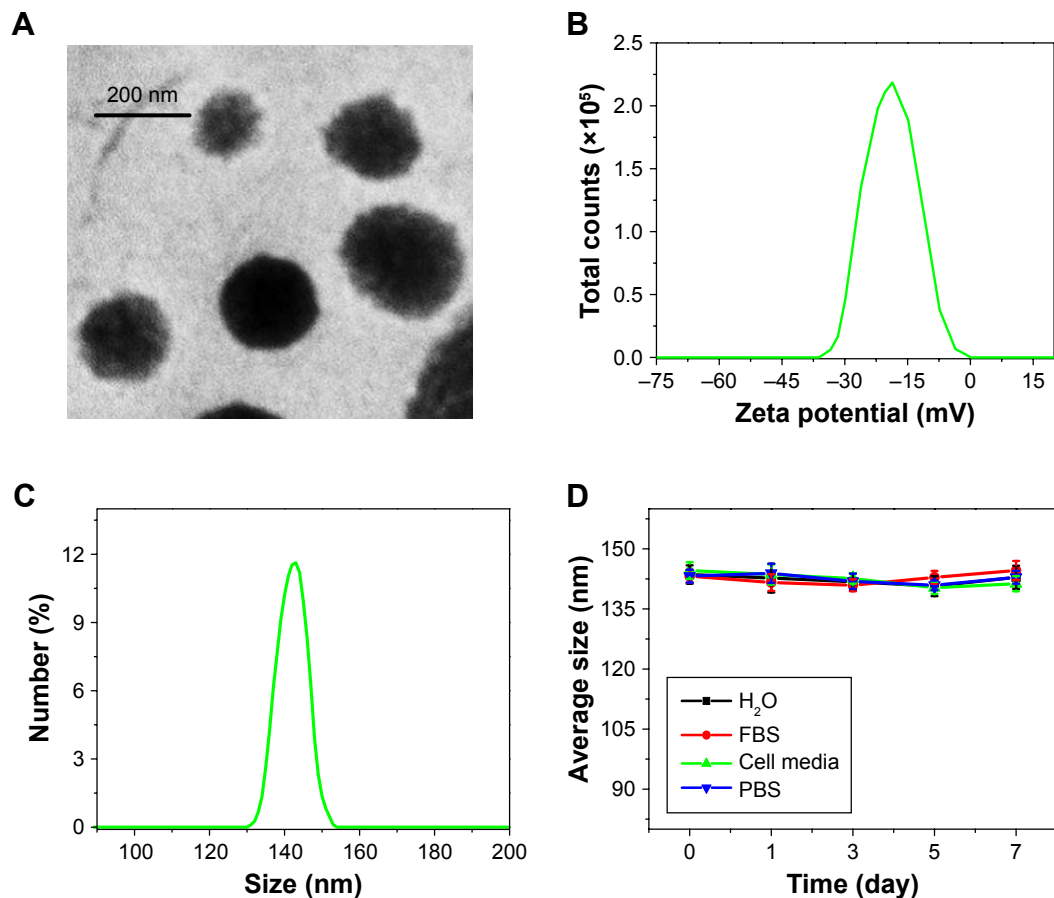 A
200 nm
B
Total counts (×10⁵)
2.5
2.0
1.5
1.0
0.5
0.0
–75 –60 –45 –30 –15 0 15
Zeta potential (mV)
C
Number (%)
12
9
6
3
0
100 120 140 160 180 200
Size (nm)
D
Average size (nm)
150
135
120
105
90
H₂O
FBS
Cell media
PBS
0 1 3 5 7
Time (day)